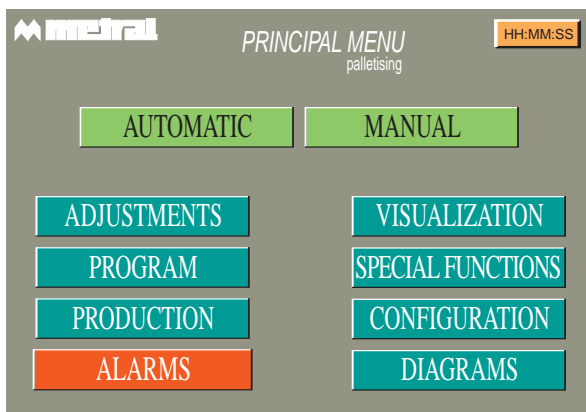 metral
PRINCIPAL MENU
palletising
HH:MM:SS
AUTOMATIC
MANUAL
ADJUSTMENTS
VISUALIZATION
PROGRAM
SPECIAL FUNCTIONS
PRODUCTION
CONFIGURATION
ALARMS
DIAGRAMS